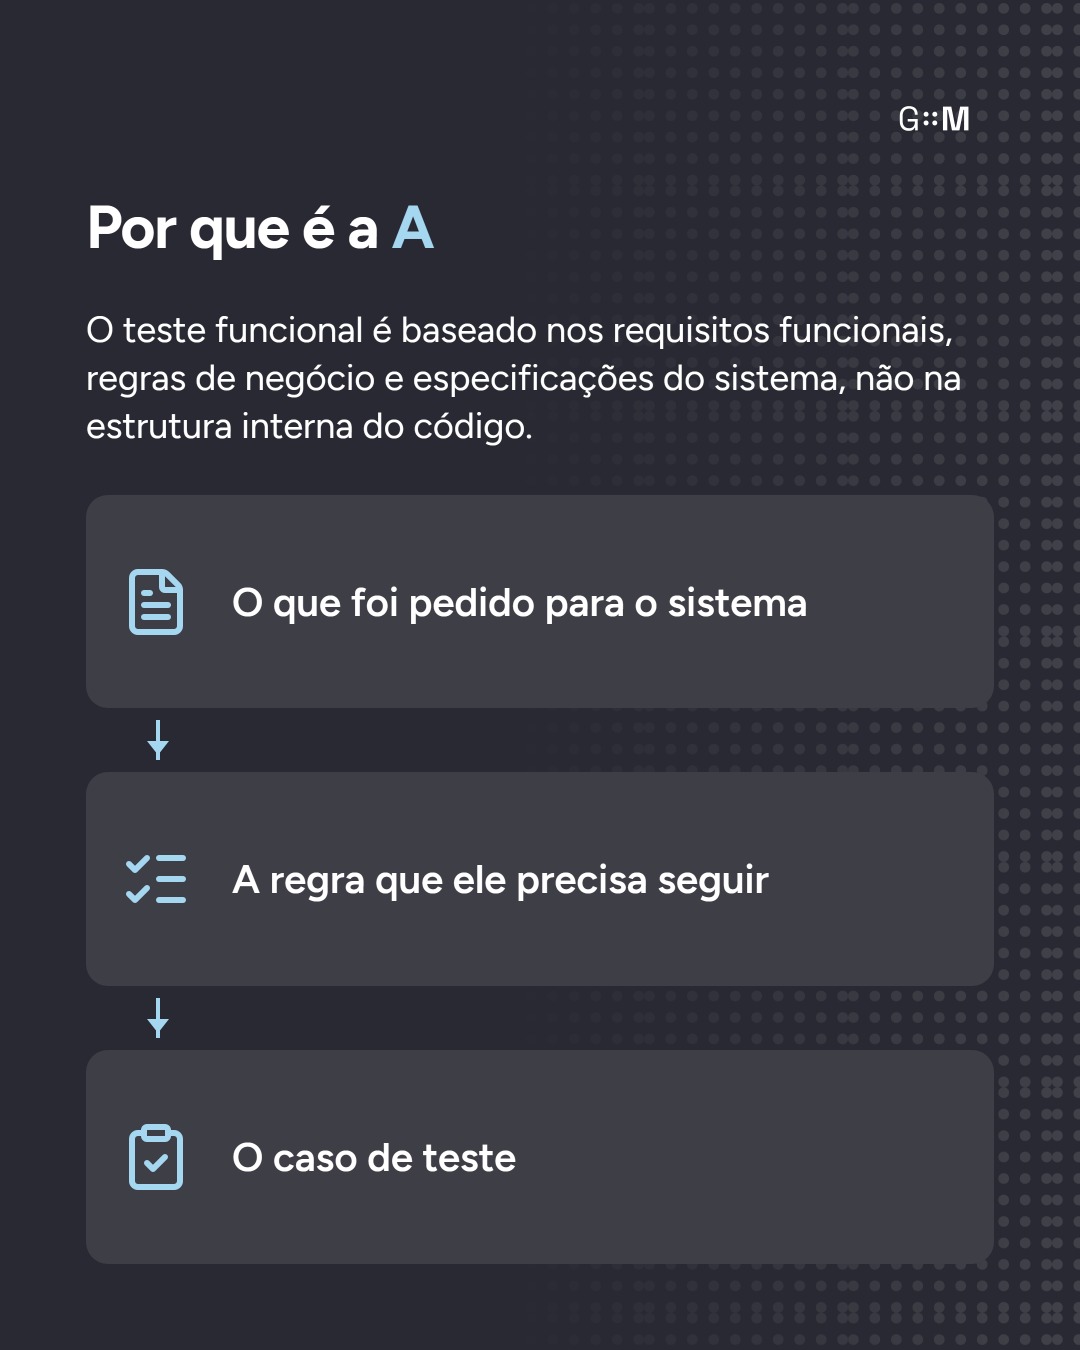 G::M
Por que é a A
O teste funcional é baseado nos requisitos funcionais,
regras de negócio e especificações do sistema, não na
estrutura interna do código.
O que foi pedido para o sistema
A regra que ele precisa seguir
O caso de teste